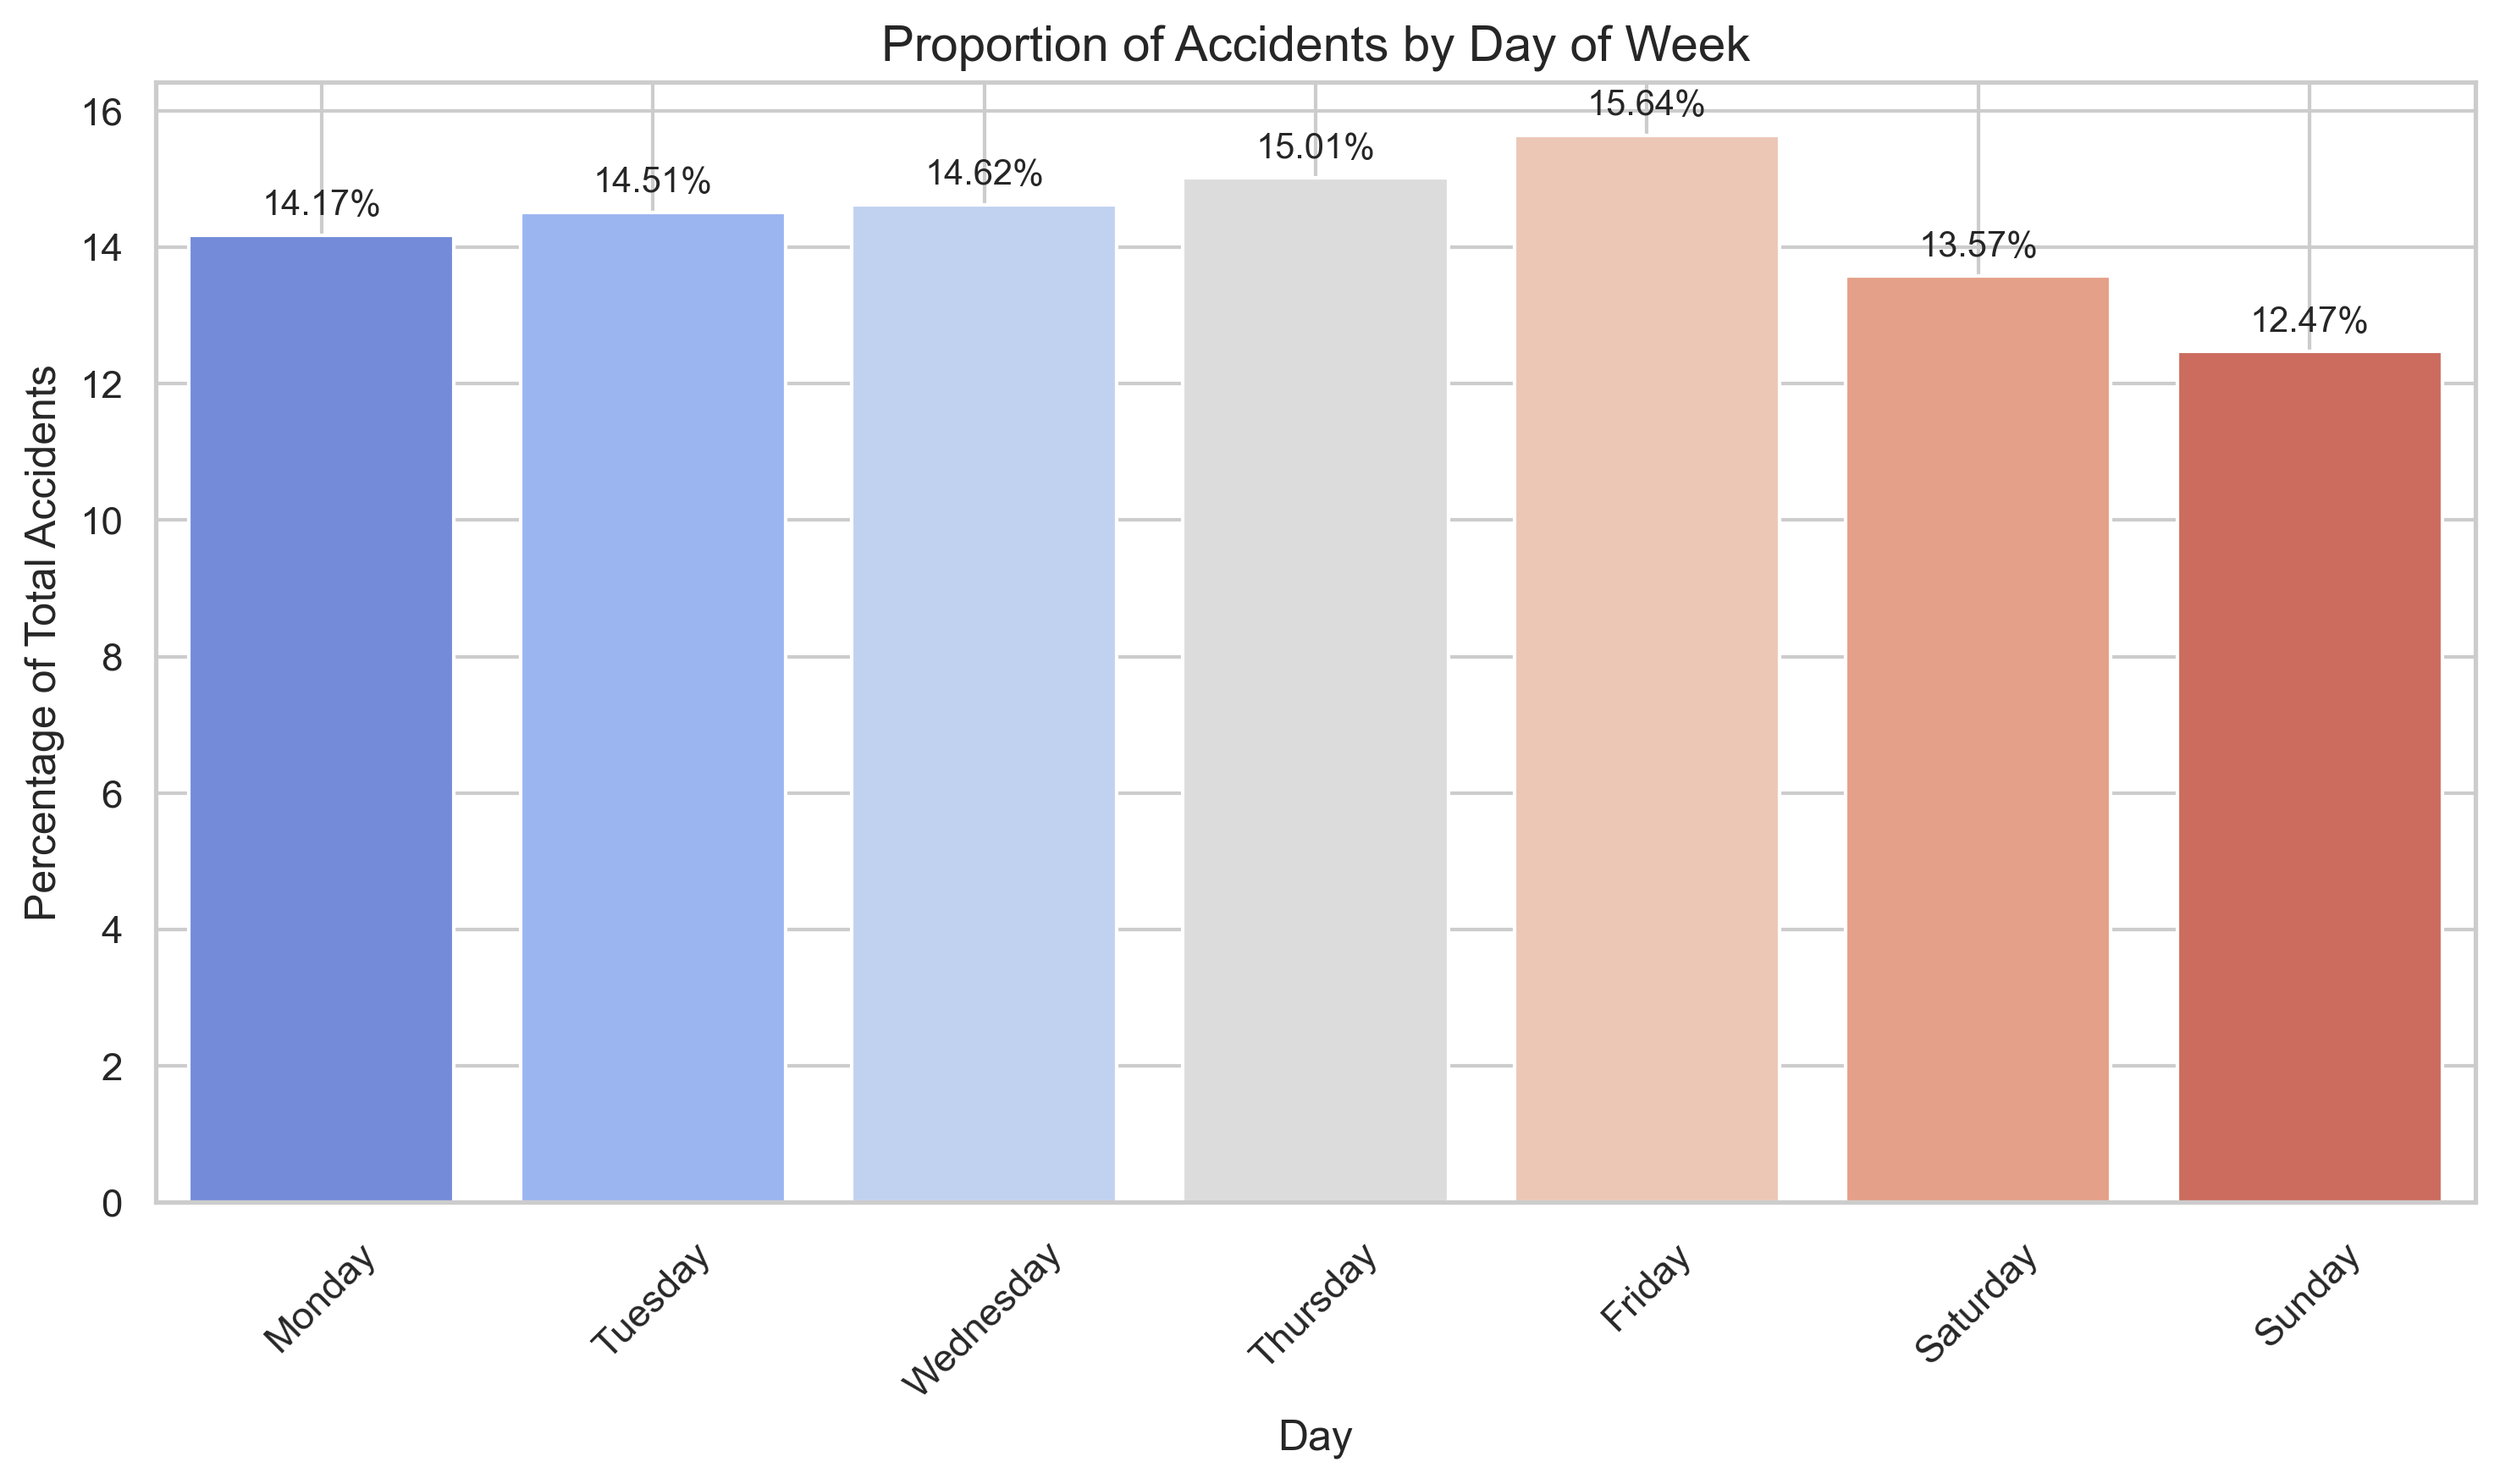 Proportion of Accidents by Day of Week
Percentage of Total Accidents
16
14
12
10
8
6
4
2
0
14.17%
14.51%
14.62%
15.01%
15.64%
13.57%
12.47%
Monday
Tuesday
Wednesday
Thursday
Friday
Saturday
Sunday
Day